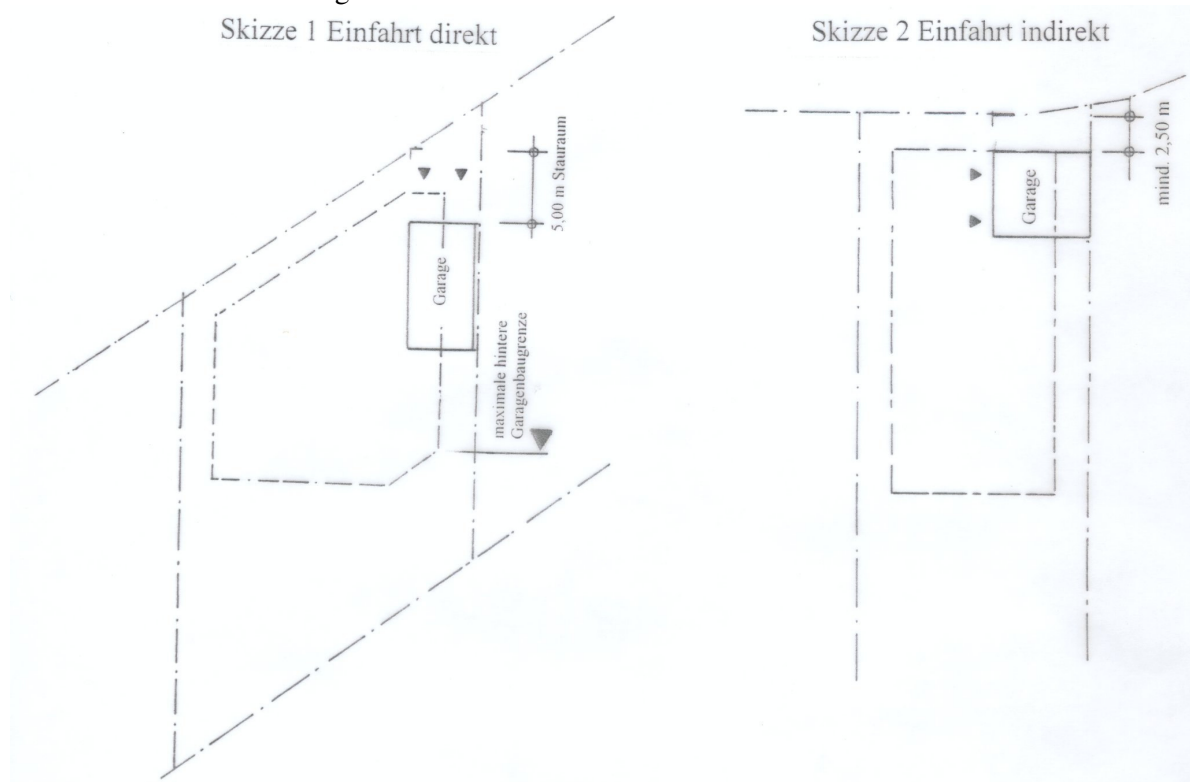 Skizze 1 Einfahrt direkt
Skizze 2 Einfahrt indirekt
5,00 m Stauraum
Garage
maximale hintere
Garagenbaugrenze
mind. 2,50 m
Garage